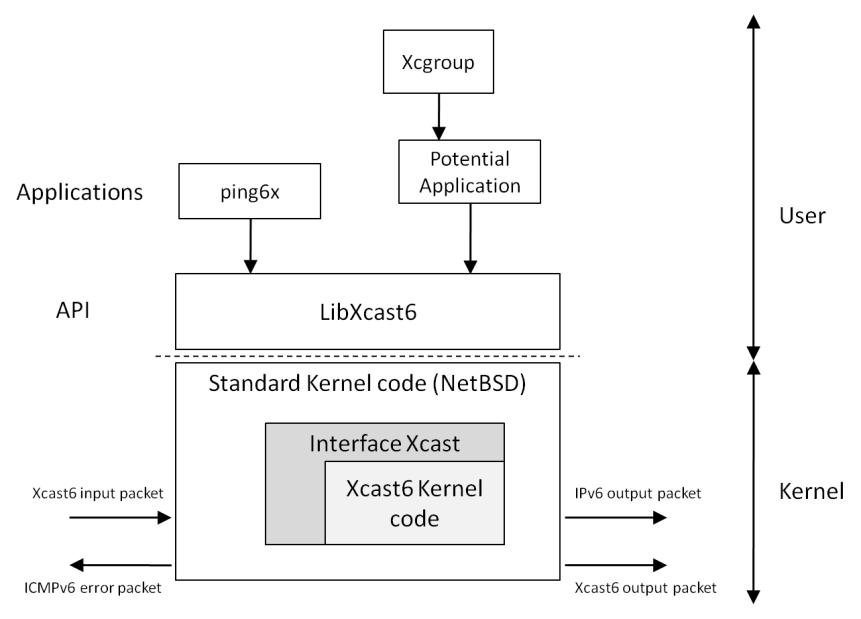 Xcgroup
Potential
Application
Applications
ping6x
User
API
LibXcast6
Standard Kernel code (NetBSD)
Interface Xcast
Xcast6 Kernel
code
Xcast6 input packet
IPv6 output packet
Kernel
ICMPv6 error packet
Xcast6 output packet